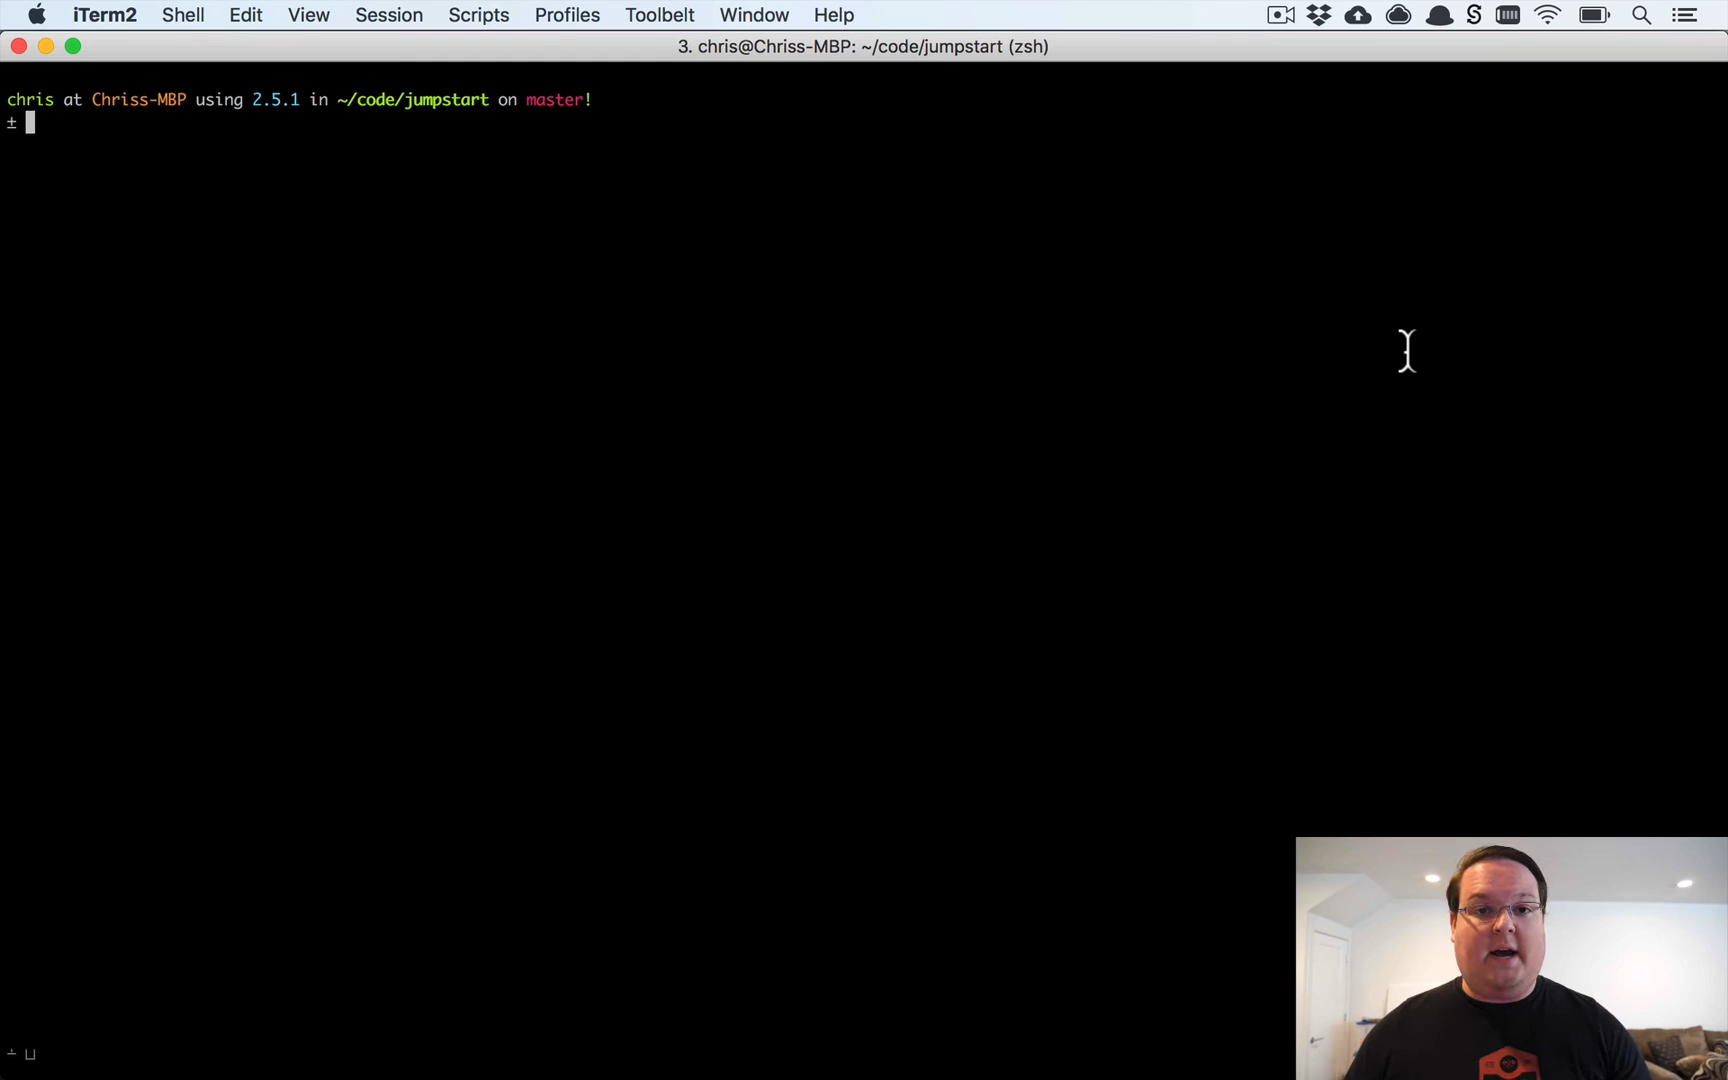 iTerm2 Shell Edit View Session Scripts Profiles Toolbelt Window Help
3. chris@Chriss-MBP: ~/code/jumpstart (zsh)
chris at Chriss-MBP using 2.5.1 in ~/code/jumpstart on master!
±